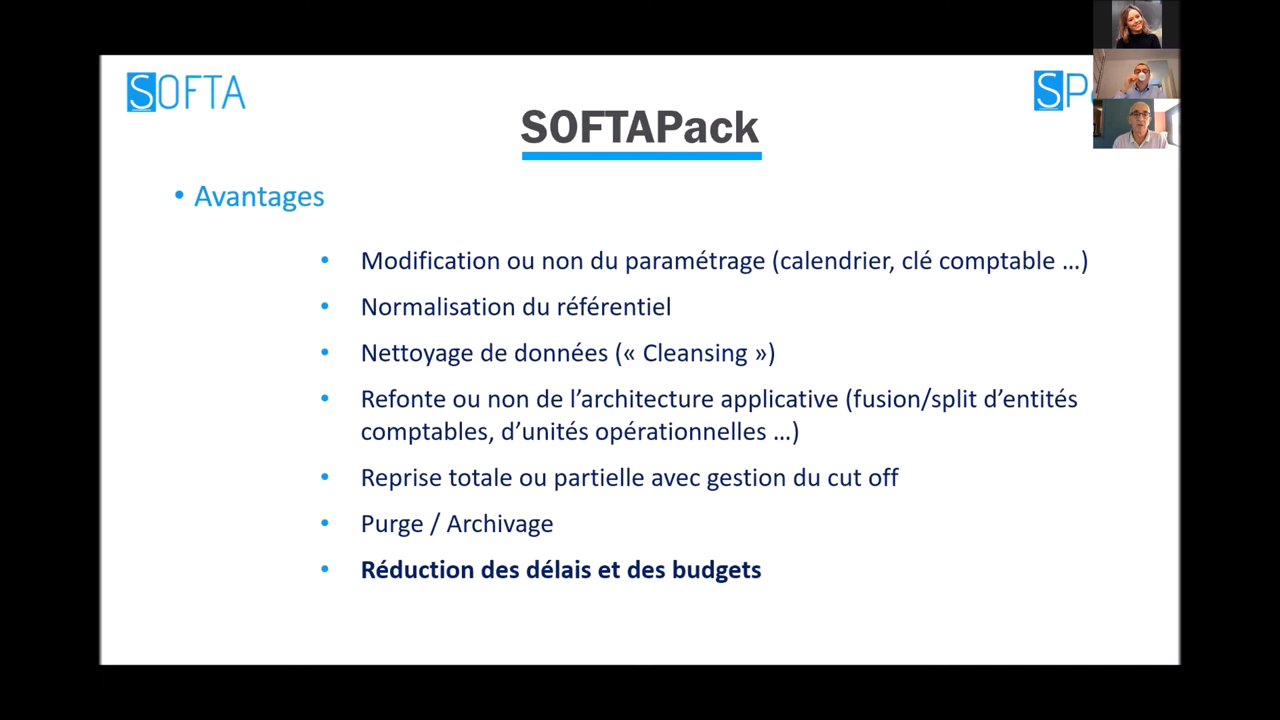 SOFTA
SP
SOFTAPack
• Avantages
• Modification ou non du paramétrage (calendrier, clé comptable …)
• Normalisation du référentiel
• Nettoyage de données (« Cleansing »)
• Refonte ou non de l’architecture applicative (fusion/split d’entités
comptables, d’unités opérationnelles …)
• Reprise totale ou partielle avec gestion du cut off
• Purge / Archivage
• Réduction des délais et des budgets